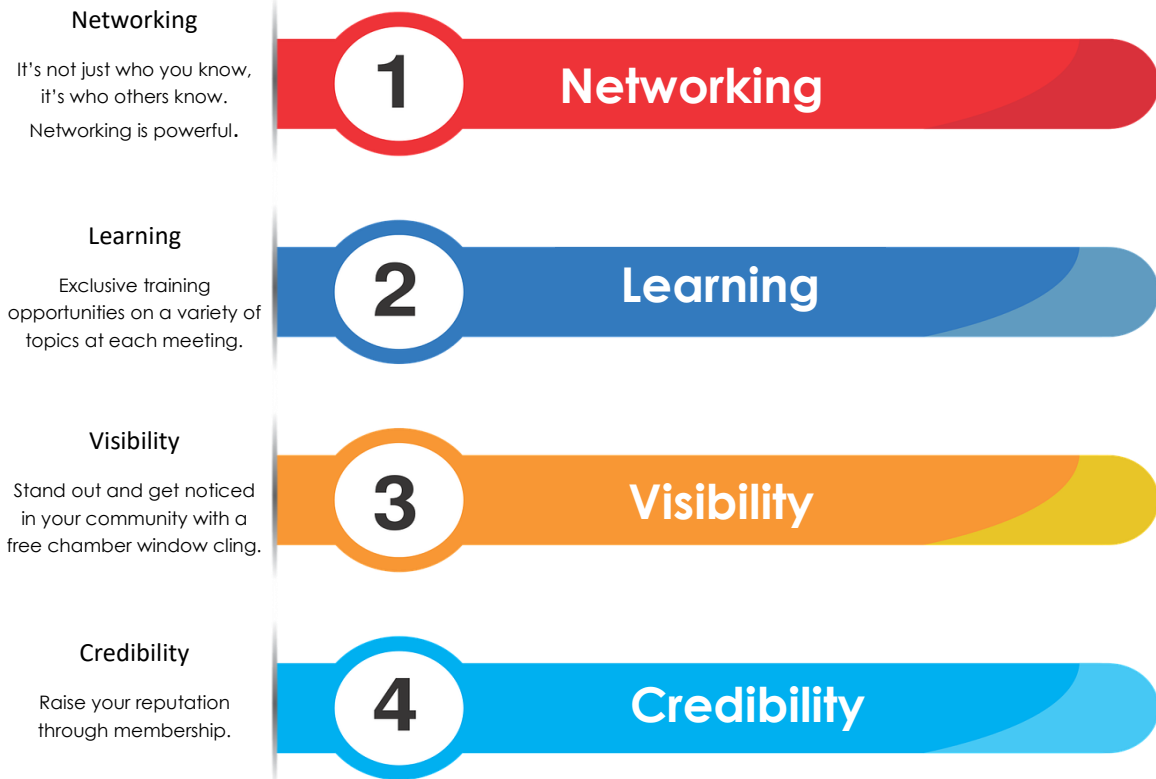 Networking
It’s not just who you know,
it’s who others know.
Networking is powerful.
1
Networking
Learning
Exclusive training
opportunities on a variety of
topics at each meeting.
2
Learning
Visibility
Stand out and get noticed
in your community with a
free chamber window cling.
3
Visibility
Credibility
Raise your reputation
through membership.
4
Credibility